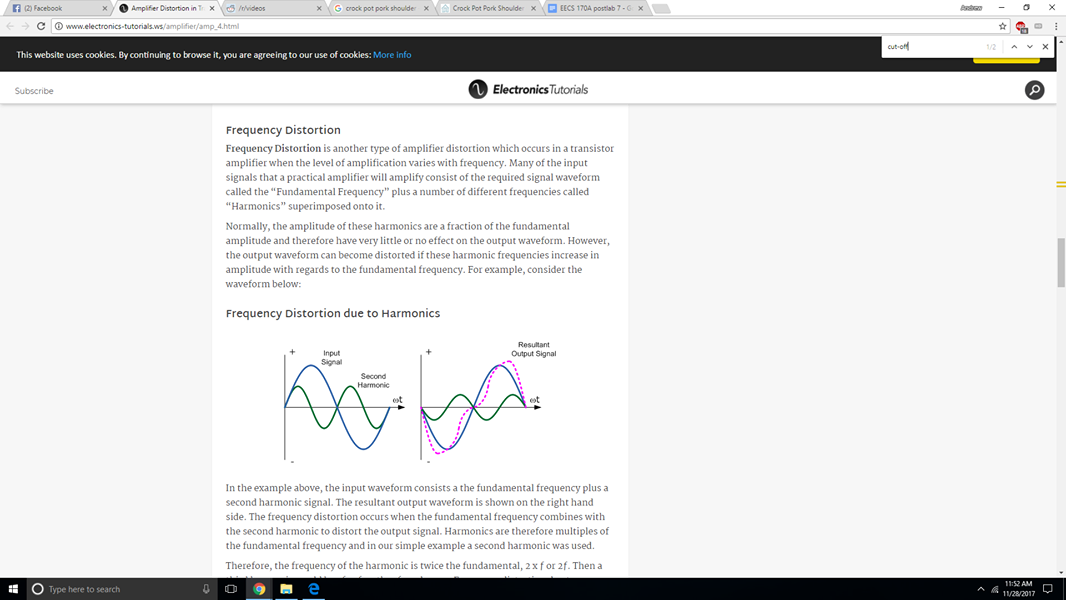 (2) Facebook
Amplifier Distortion in Tr
/r/videos
crock pot pork shoulder
Crock Pot Pork Shoulder
EECS 170A postlab 7 - G
Andrew
www.electronics-tutorials.ws/amplifier/amp_4.html
cut-off
1/2
This website uses cookies. By continuing to browse it, you are agreeing to our use of cookies: More info
Subscribe
Electronics Tutorials
Frequency Distortion
Frequency Distortion is another type of amplifier distortion which occurs in a transistor
amplifier when the level of amplification varies with frequency. Many of the input
signals that a practical amplifier will amplify consist of the required signal waveform
called the “Fundamental Frequency” plus a number of different frequencies called
“Harmonics” superimposed onto it.
Normally, the amplitude of these harmonics are a fraction of the fundamental
amplitude and therefore have very little or no effect on the output waveform. However,
the output waveform can become distorted if these harmonic frequencies increase in
amplitude with regards to the fundamental frequency. For example, consider the
waveform below:
Frequency Distortion due to Harmonics
+
Input
Signal
Second
Harmonic
ωt
-
+
Resultant
Output Signal
ωt
-
In the example above, the input waveform consists a the fundamental frequency plus a
second harmonic signal. The resultant output waveform is shown on the right hand
side. The frequency distortion occurs when the fundamental frequency combines with
the second harmonic to distort the output signal. Harmonics are therefore multiples of
the fundamental frequency and in our simple example a second harmonic was used.
Therefore, the frequency of the harmonic is twice the fundamental, 2 x ƒ or 2ƒ. Then a
Type here to search
11:52 AM
11/28/2017